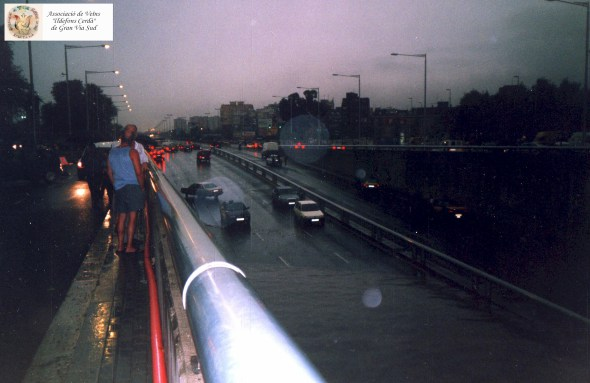 Associació de Veïns
"Ildefons Cerdà"
de Gran Via Sud